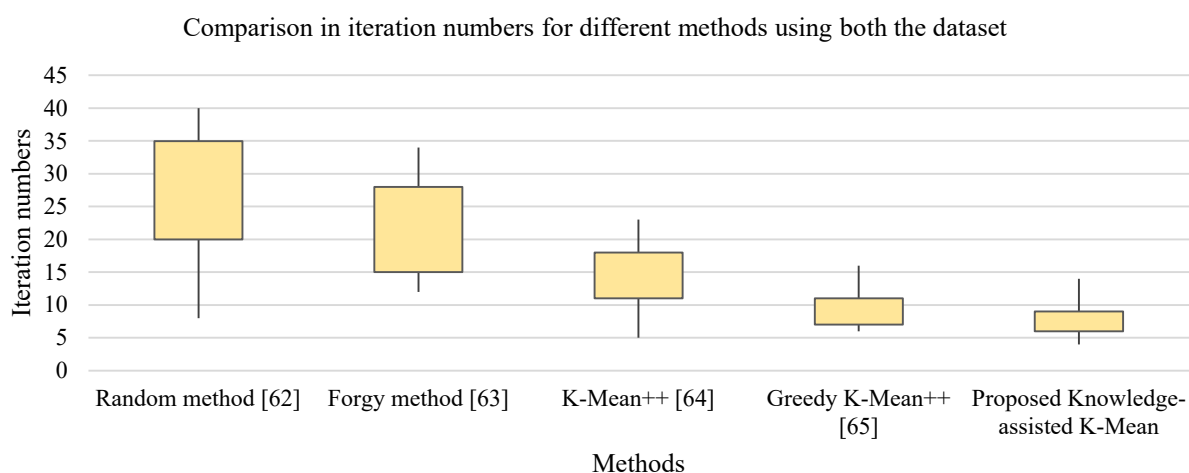 Comparison in iteration numbers for different methods using both the dataset
45
40
35
30
25
20
15
10
5
0
Iteration numbers
Random method [62]
Forgy method [63]
K-Mean++ [64]
Greedy K-Mean++
[65]
Proposed Knowledge-
assisted K-Mean
Methods